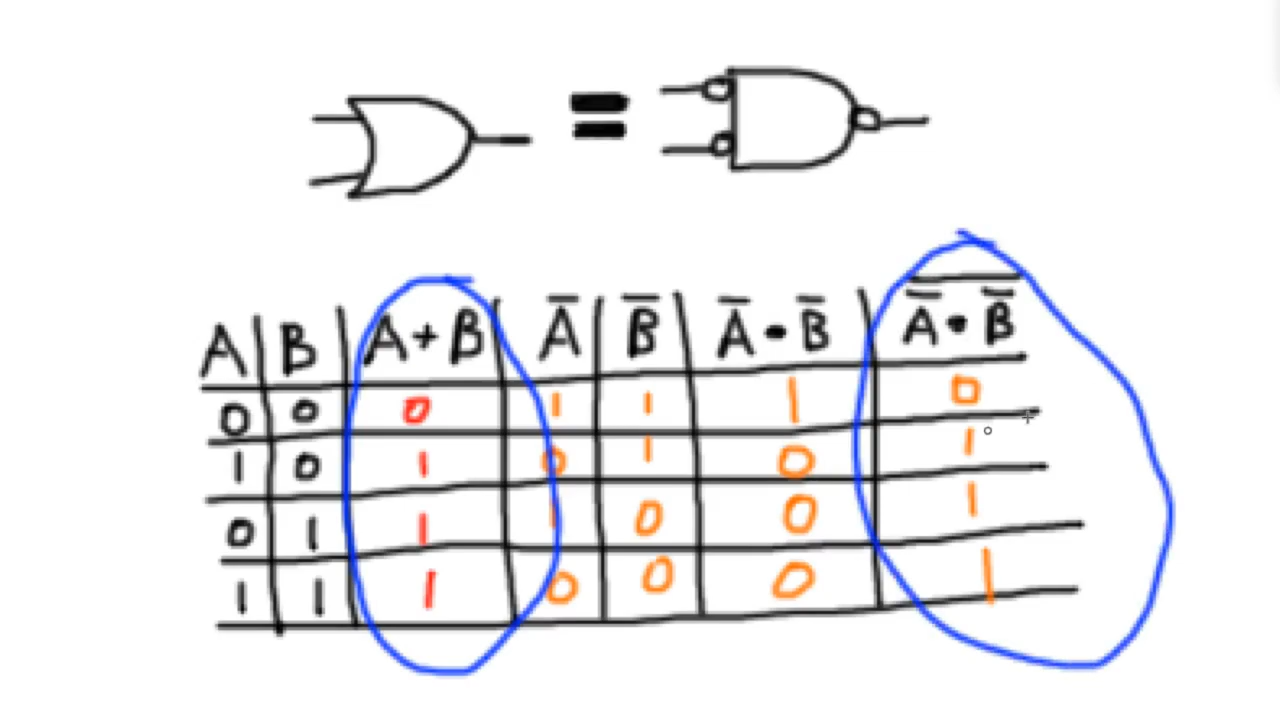 =
A B A + B A̅ B̅ A̅ • B̅ A̅ • B̅
0 0 0 1 1 1 0
1 0 1 0 1 0 1
0 1 1 1 0 0 1
1 1 1 0 0 0 1